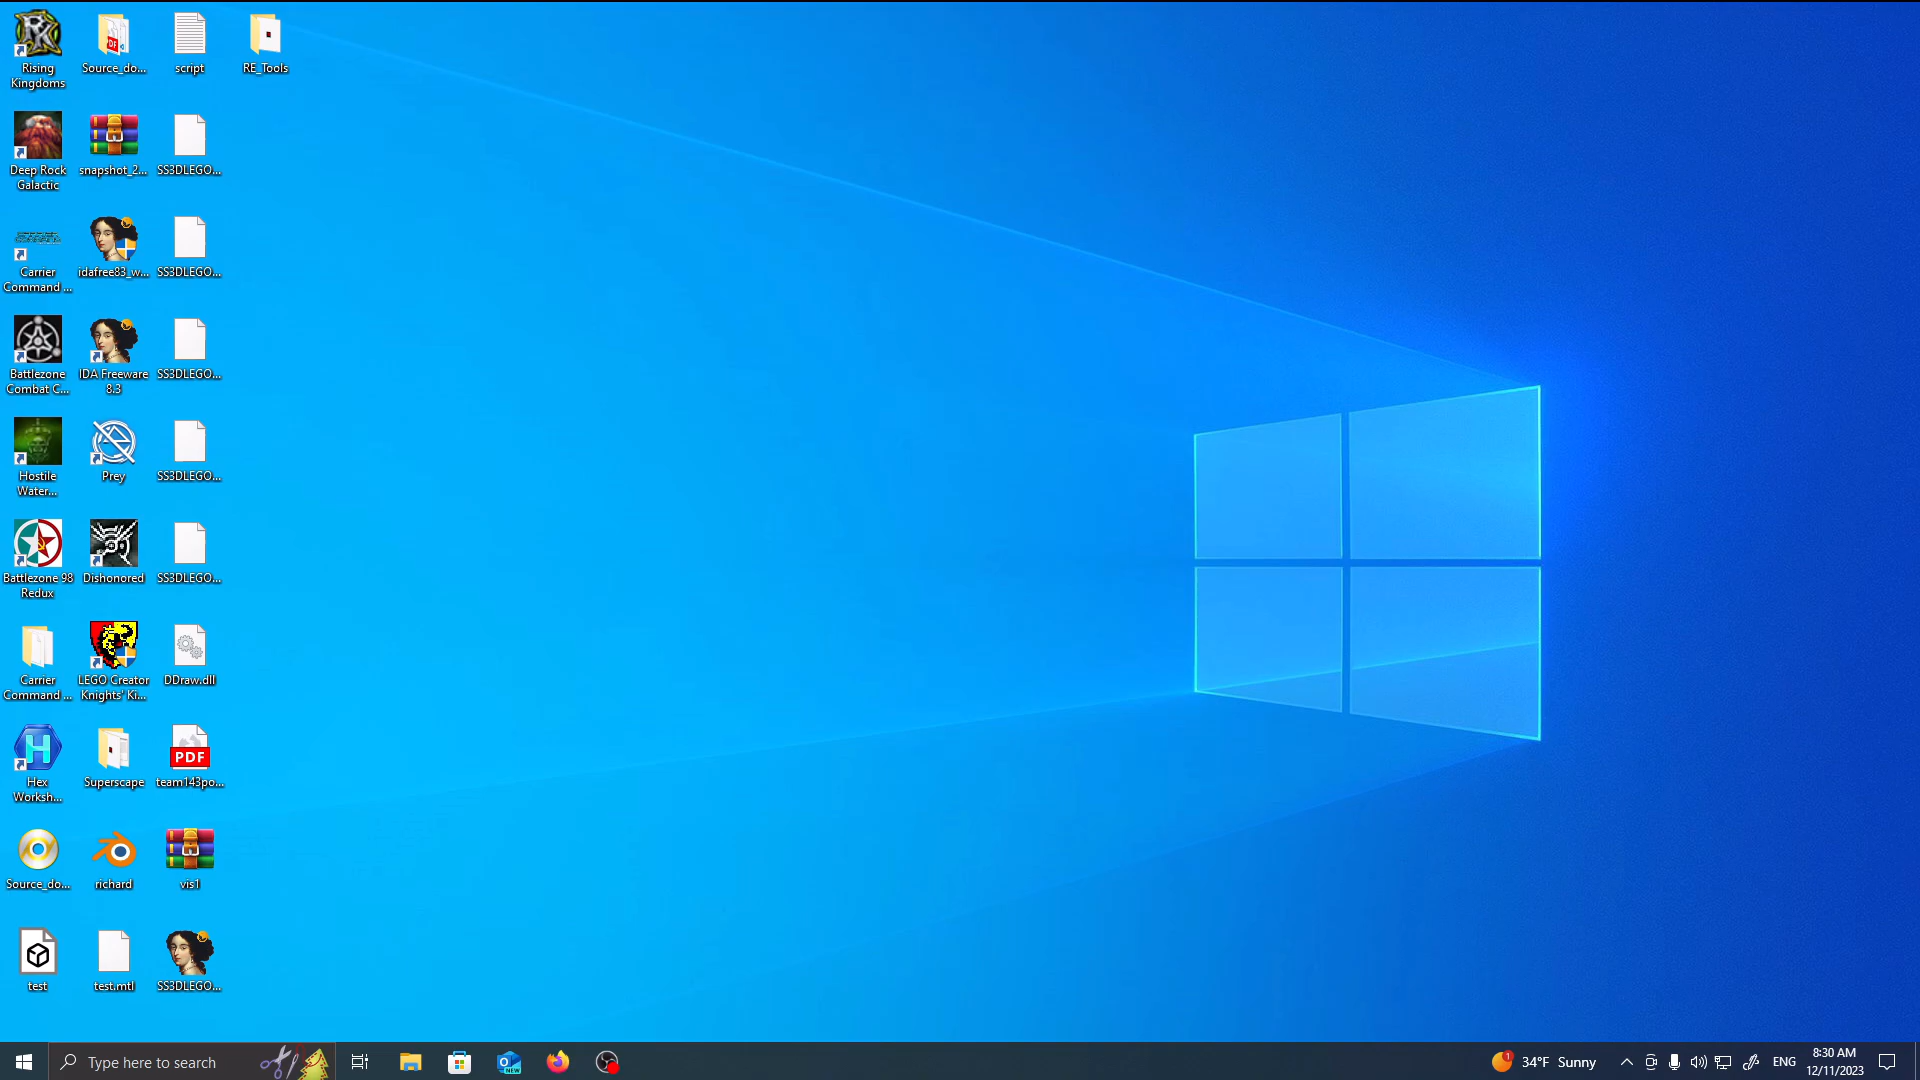 Rising
Kingdoms
Source_do...
script
RE_Tools
Deep Rock
Galactic
snapshot_2...
SS3DLEGO...
Carrier
Command ...
idafree83_w...
SS3DLEGO...
Battlezone
Combat C...
IDA Freeware
8.3
SS3DLEGO...
Hostile
Water...
Prey
SS3DLEGO...
Battlezone 98
Redux
Dishonored
SS3DLEGO...
Carrier
Command ...
LEGO Creator
Knights' Ki...
DDraw.dll
Hex
Worksh...
Superscape
PDF
team143po...
Source_do...
richard
vis1
test
test.mtl
SS3DLEGO...
Type here to search
NEW
1
34°F Sunny
ENG
8:30 AM
12/11/2023